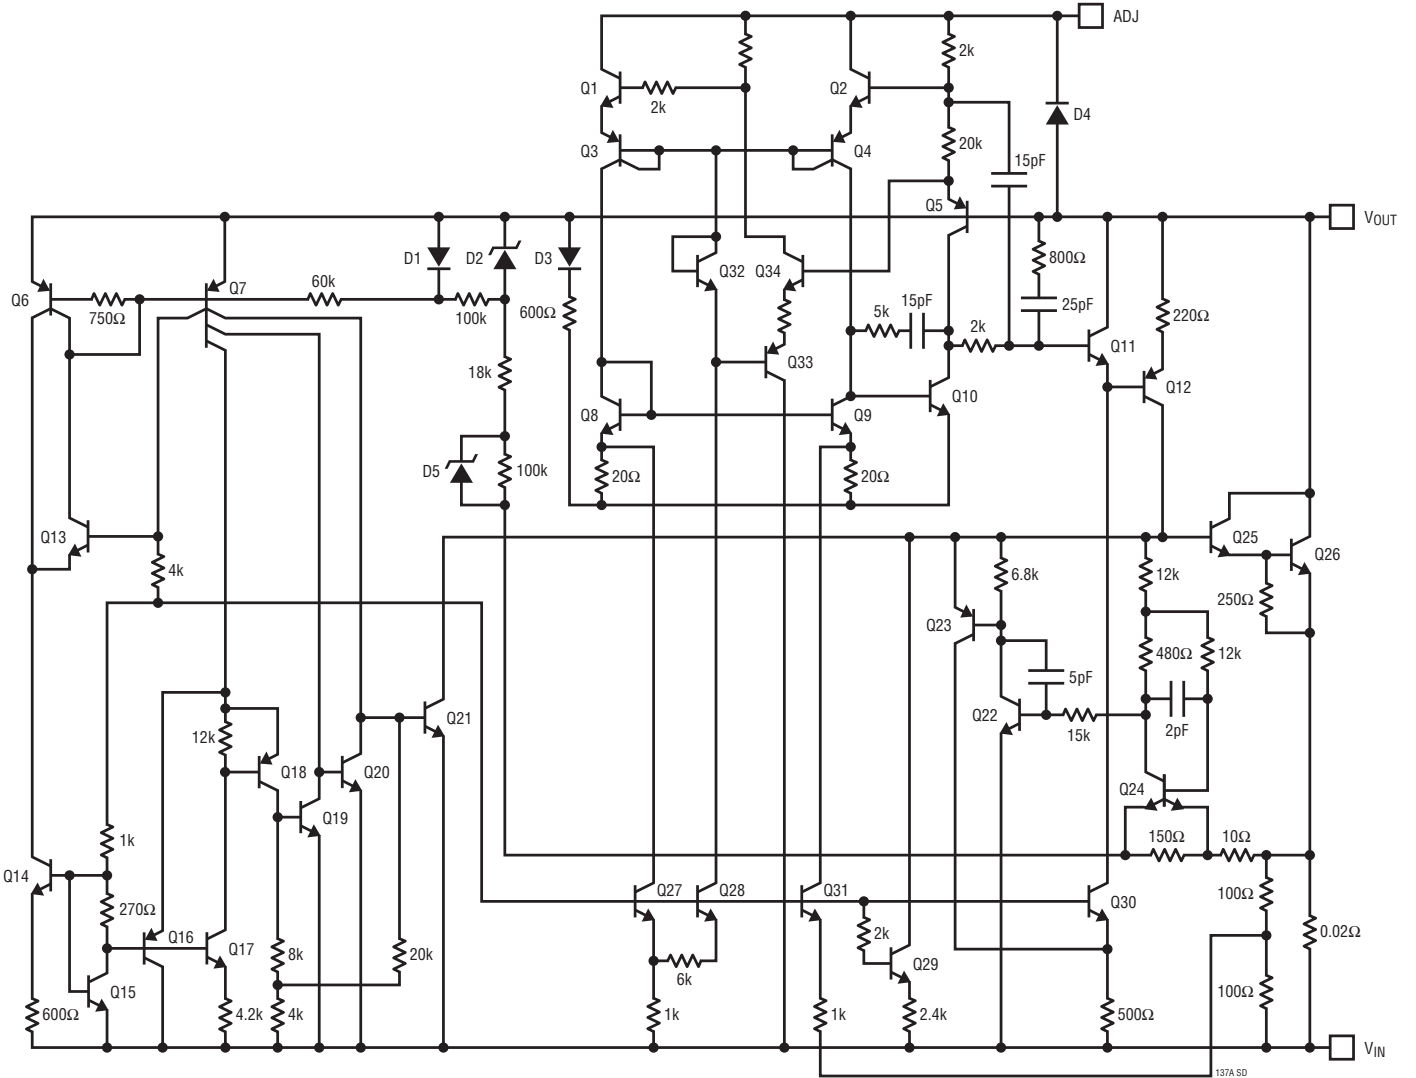 ADJ
2k
Q1
Q2
2k
D4
20k
Q3
Q4
15pF
Q5
VOUT
D1
D2
D3
Q32
Q34
800Ω
Q6
Q7
60k
750Ω
100k
600Ω
15pF
5k
25pF
220Ω
2k
Q11
Q33
18k
Q12
Q8
Q9
Q10
D5
100k
20Ω
20Ω
Q13
Q25
Q26
4k
6.8k
12k
250Ω
Q23
480Ω
12k
5pF
Q21
Q22
12k
15k
2pF
Q18
Q20
Q24
Q19
150Ω
10Ω
1k
Q14
Q27
Q28
Q31
Q30
100Ω
270Ω
Q16
Q17
2k
0.02Ω
8k
20k
6k
Q29
Q15
100Ω
600Ω
4.2k
4k
1k
1k
2.4k
500Ω
VIN
137A SD